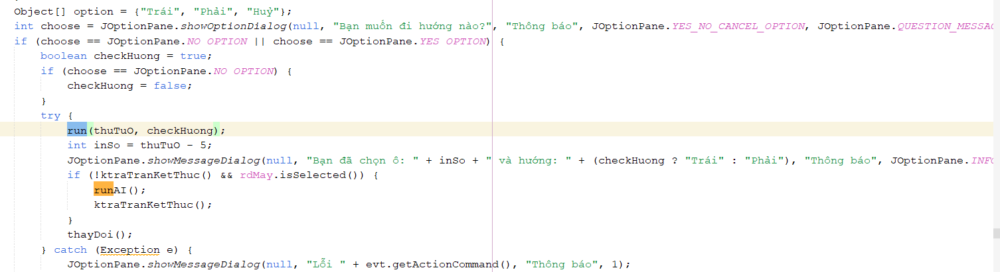 Object[] option = {"Trái", "Phải", "Huỷ"};
int choose = JOptionPane.showOptionDialog(null, "Bạn muốn đi hướng nào?", "Thông báo", JOptionPane.YES_NO_CANCEL_OPTION, JOptionPane.QUESTION_MESSA
if (choose == JOptionPane.NO_OPTION || choose == JOptionPane.YES_OPTION) {
boolean checkHuong = true;
if (choose == JOptionPane.NO_OPTION) {
checkHuong = false;
}
try {
run(thuTuO, checkHuong);
int inSo = thuTuO - 5;
JOptionPane.showMessageDialog(null, "Bạn đã chọn ô: " + inSo + " và hướng: " + (checkHuong ? "Trái" : "Phải"), "Thông báo", JOptionPane.INFO
if (!ktraTranKetThuc() && rdMay.isSelected()) {
runAI();
ktraTranKetThuc();
}
thayDoi();
} catch (Exception e) {
JOptionPane.showMessageDialog(null, "Lỗi " + evt.getActionCommand(), "Thông báo", 1);